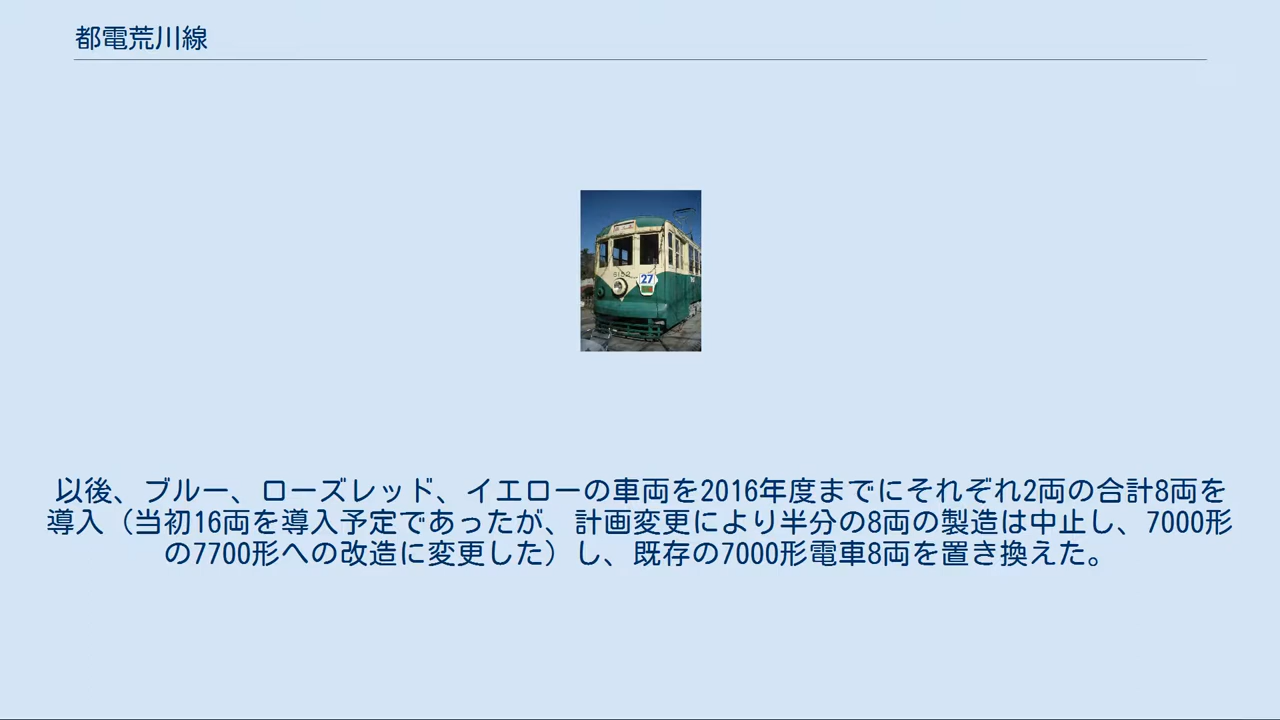 都電荒川線
27
以後、ブルー、ローズレッド、イエローの車両を2016年度までにそれぞれ2両の合計8両を
導入（当初16両を導入予定であったが、計画変更により半分の8両の製造は中止し、7000形
の7700形への改造に変更した）し、既存の7000形電車8両を置き換えた。